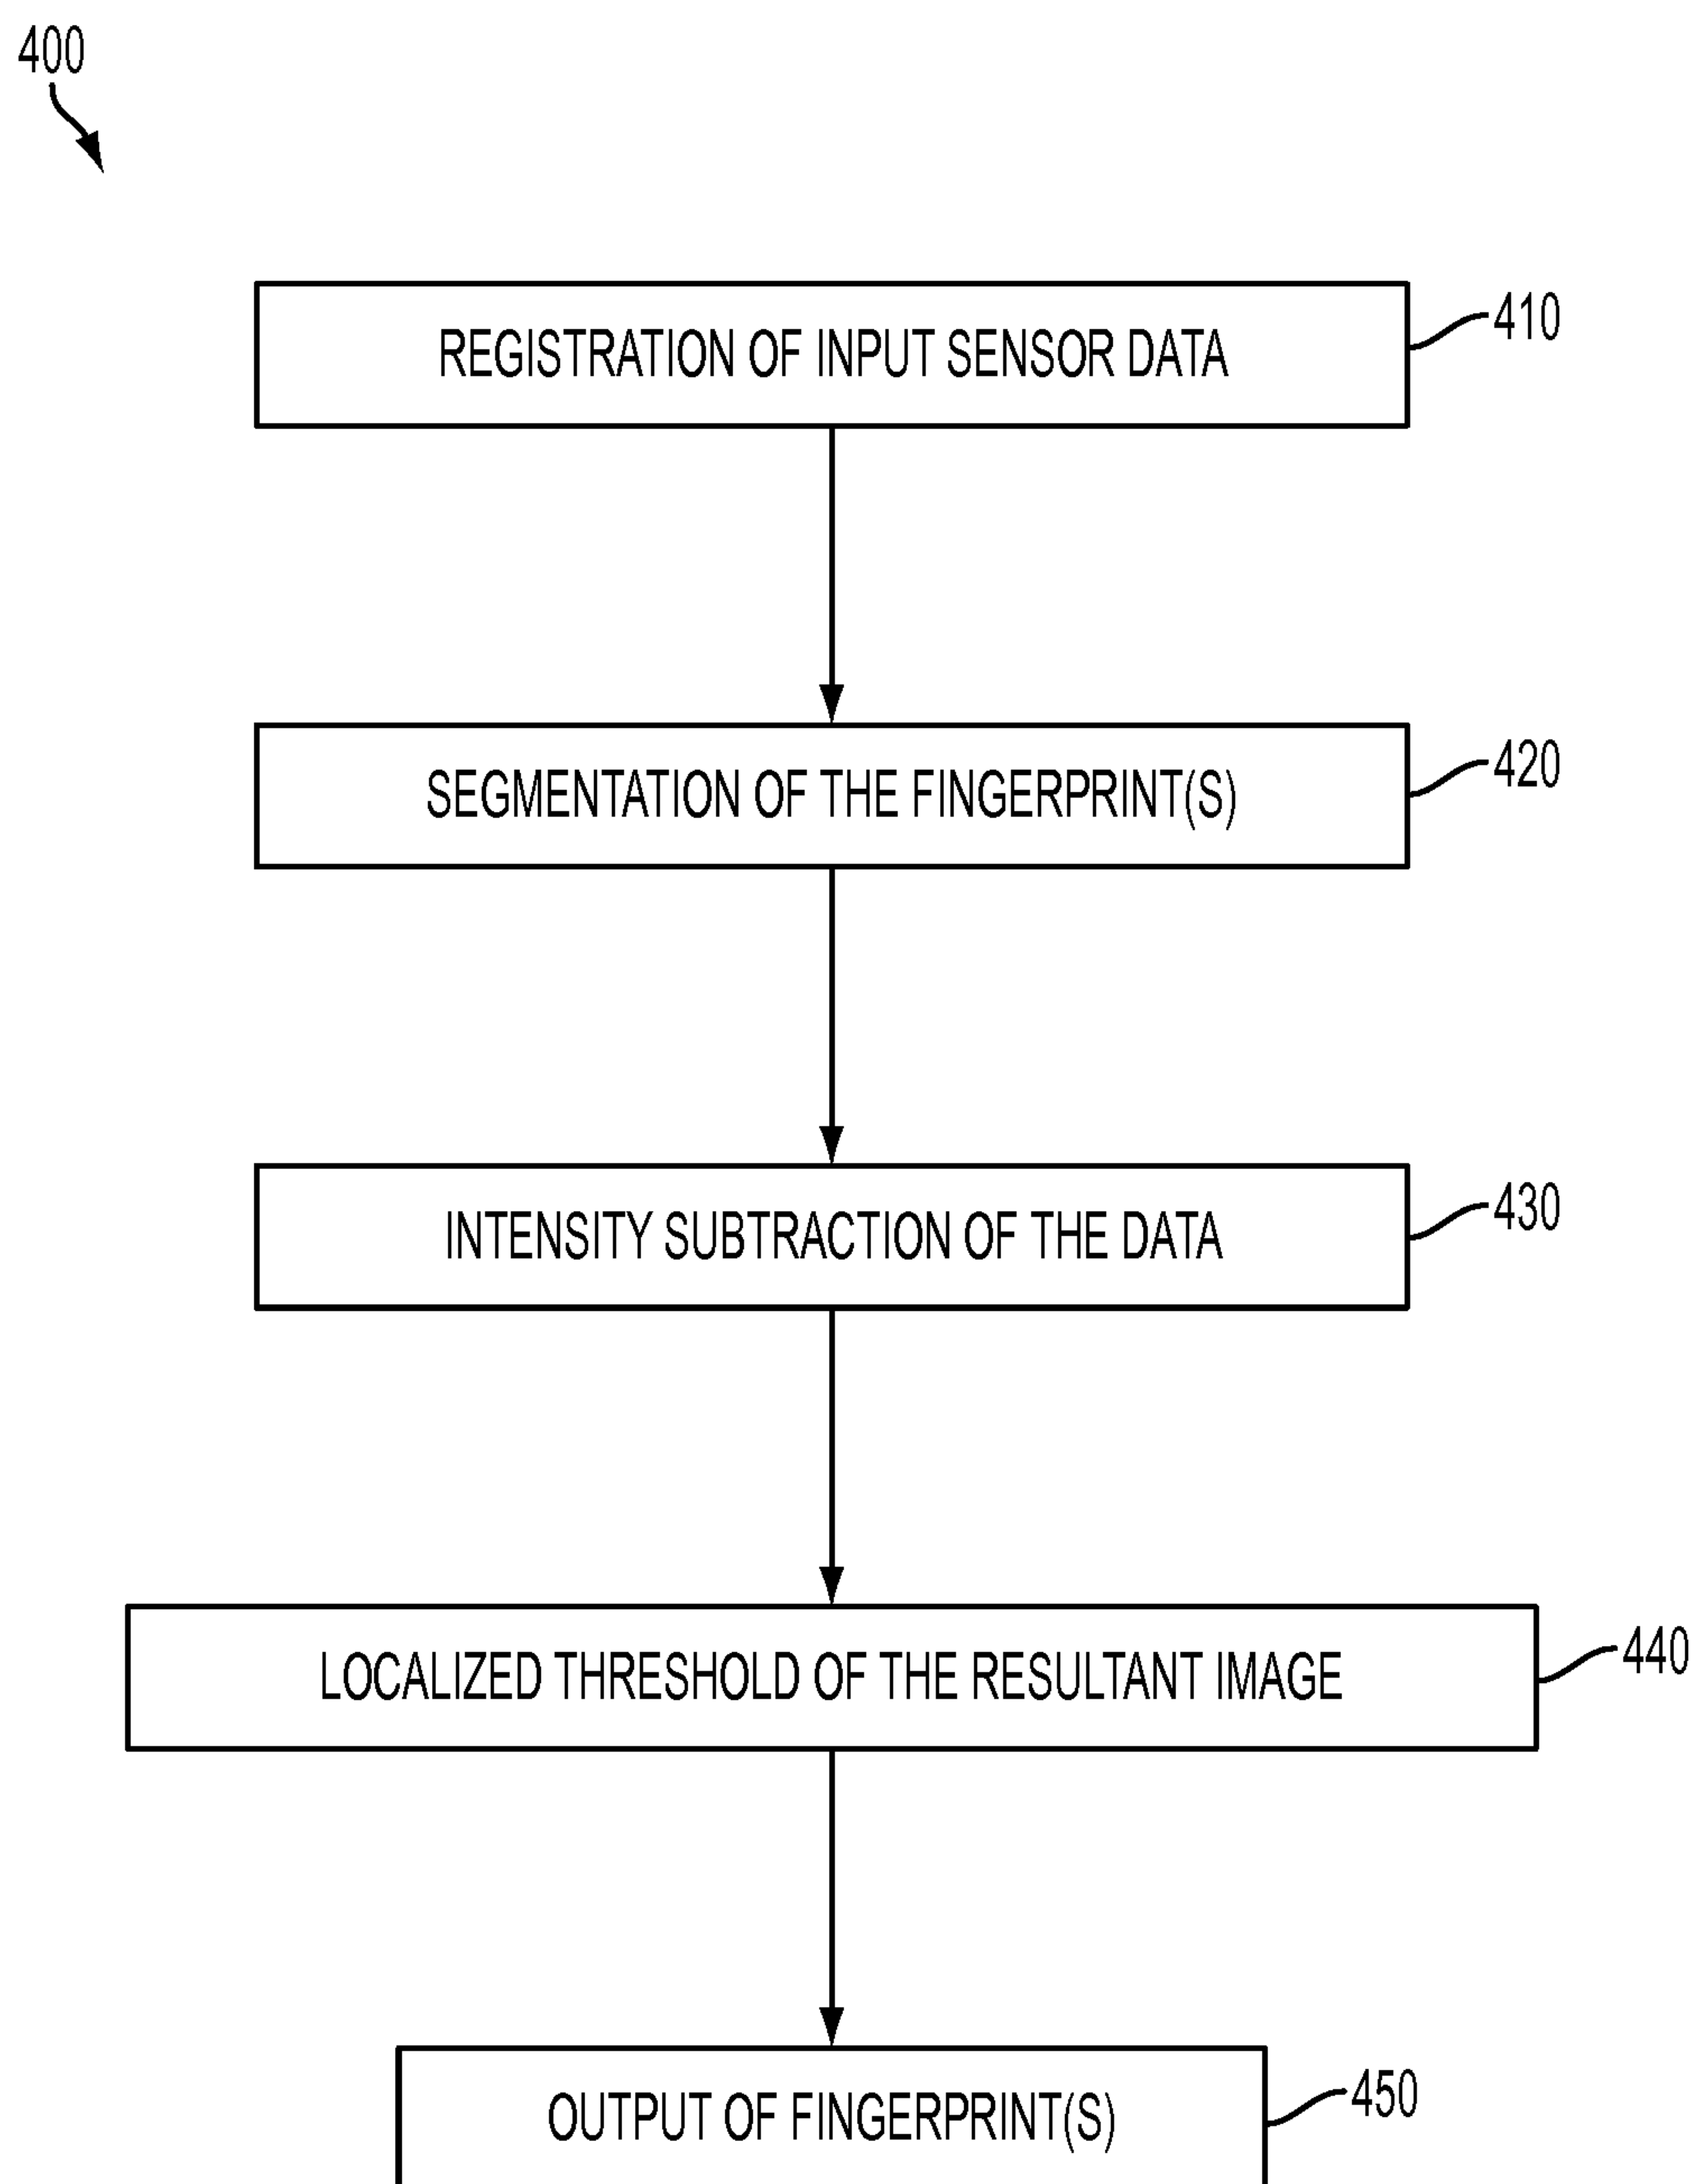 400
REGISTRATION OF INPUT SENSOR DATA
410
SEGMENTATION OF THE FINGERPRINT(S)
420
INTENSITY SUBTRACTION OF THE DATA
430
LOCALIZED THRESHOLD OF THE RESULTANT IMAGE
440
OUTPUT OF FINGERPRINT(S)
450